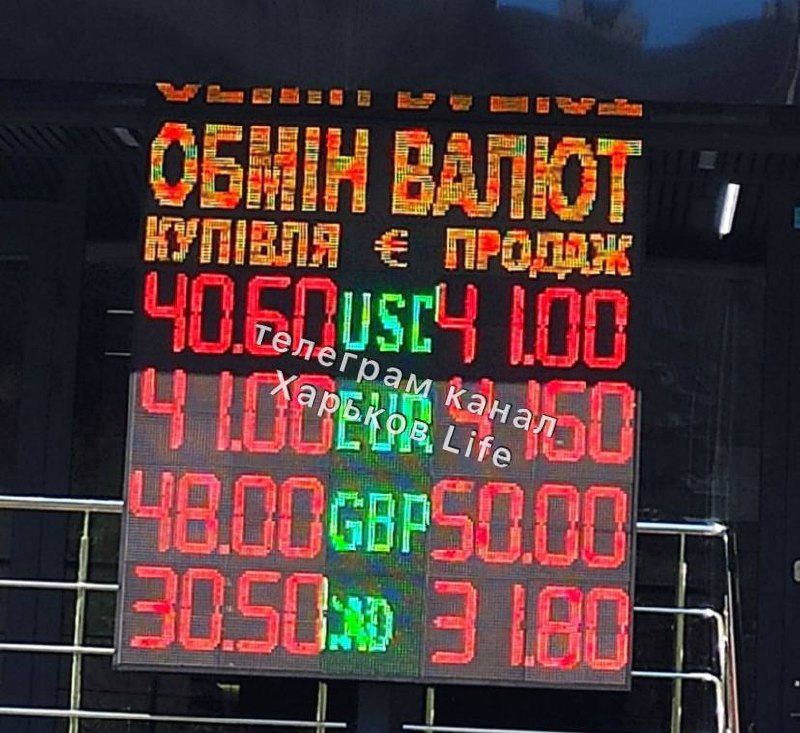 ОБМІН ВАЛЮТ
КУПІВЛЯ € ПРОДАЖ
40.60 USD 41.00
телеграм канал
Харьков Life
41.00 EUR 41.60
48.00 GBP 50.00
30.50 31.80